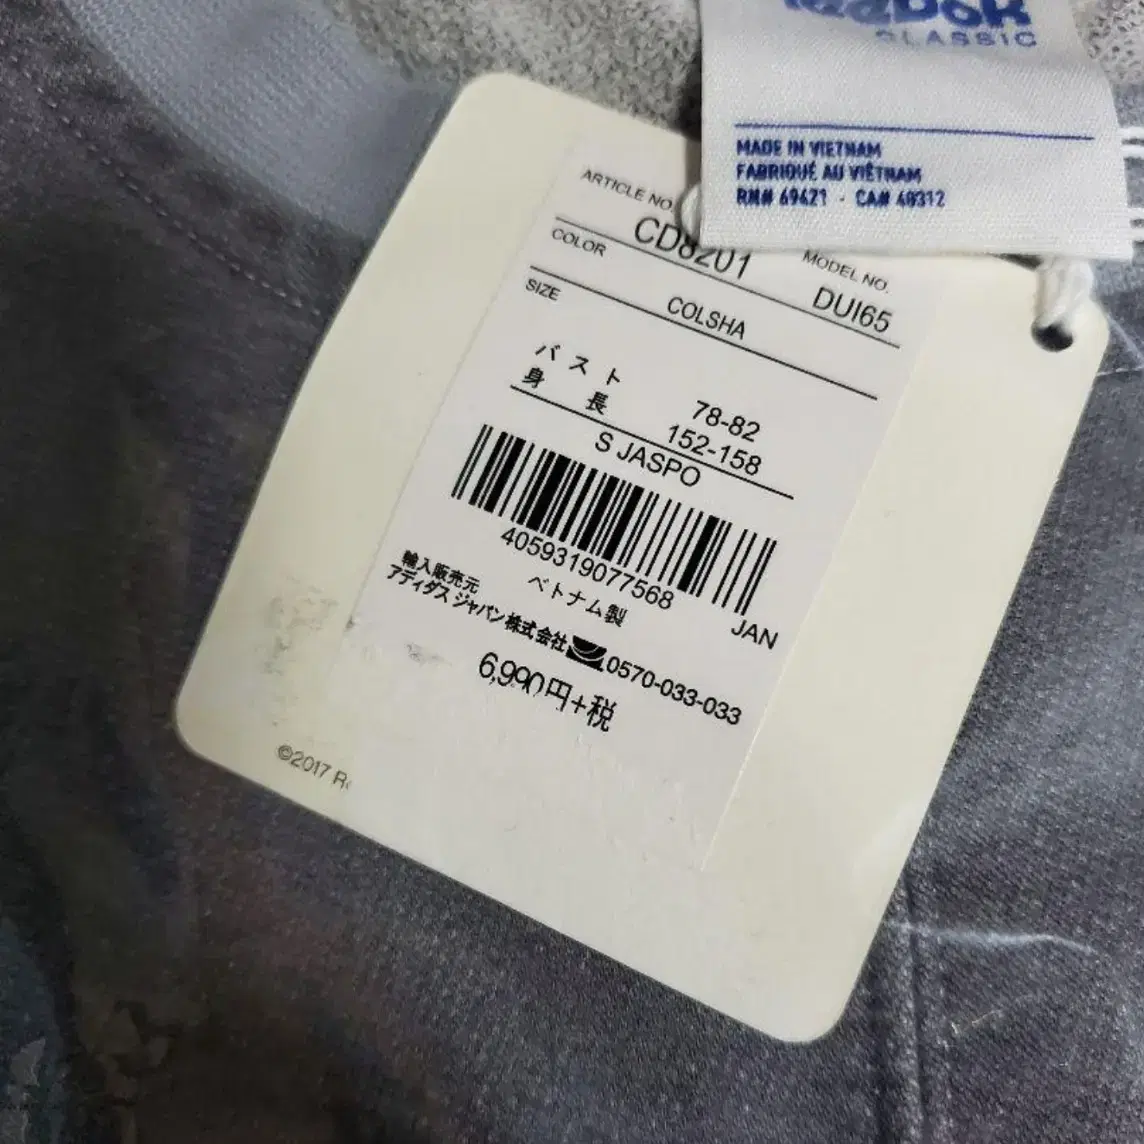 Reebok
CLASSIC
MADE IN VIETNAM
FABRIQUÉ AU VIÊTNAM
RN# 69421 - CA# 40312
ARTICLE NO.
CD8201
MODEL NO.
DUI65
COLOR
COLSHA
SIZE
バスト 78-82
身長 152-158
S JASPO
4059319077568
JAN
ベトナム製
輸入販売元
アディダス ジャパン株式会社 0570-033-033
6,990円+税
©2017 Re